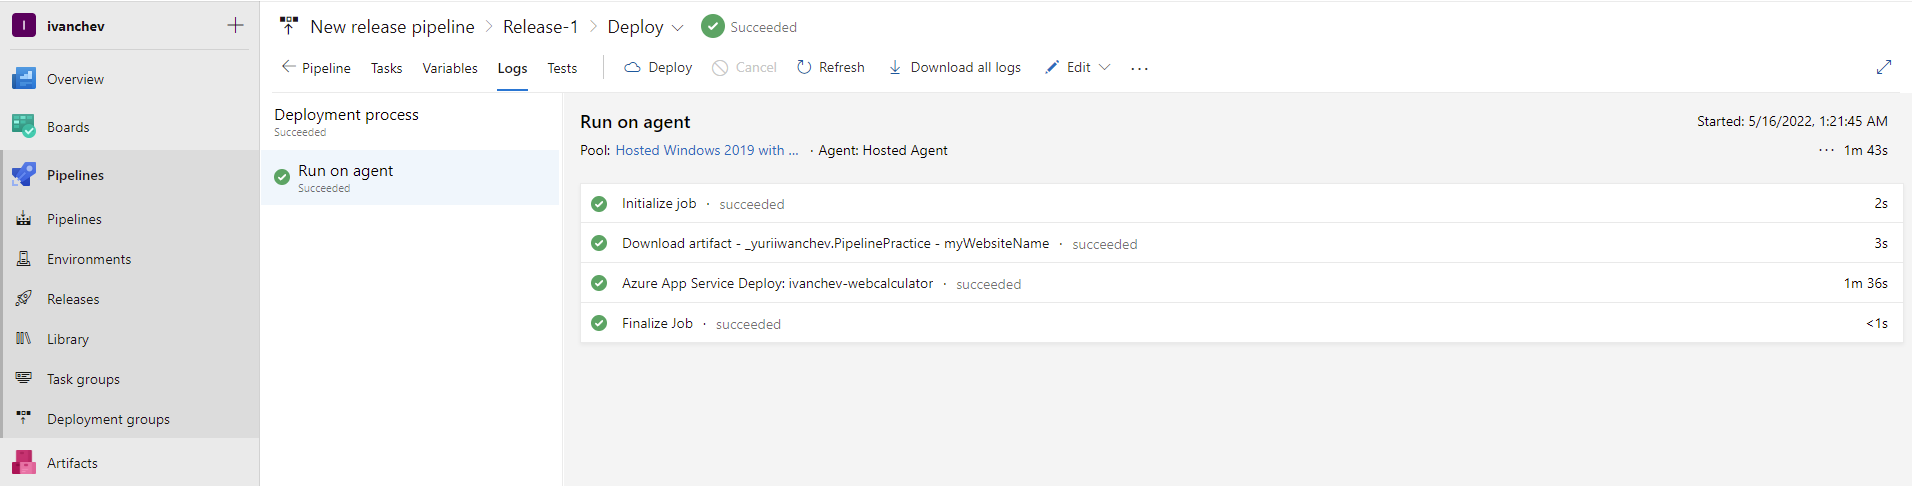 I ivanchev
Overview
Boards
Pipelines
Pipelines
Environments
Releases
Library
Task groups
Deployment groups
Artifacts
New release pipeline > Release-1 > Deploy Succeeded
Pipeline Tasks Variables Logs Tests Deploy Cancel Refresh Download all logs Edit ...
Deployment process
Succeeded
Run on agent
Succeeded
Run on agent
Started: 5/16/2022, 1:21:45 AM
Pool: Hosted Windows 2019 with ... · Agent: Hosted Agent
... 1m 43s
Initialize job · succeeded 2s
Download artifact - _yuriiwanchev.PipelinePractice - myWebsiteName · succeeded 3s
Azure App Service Deploy: ivanchev-webcalculator · succeeded 1m 36s
Finalize Job · succeeded <1s